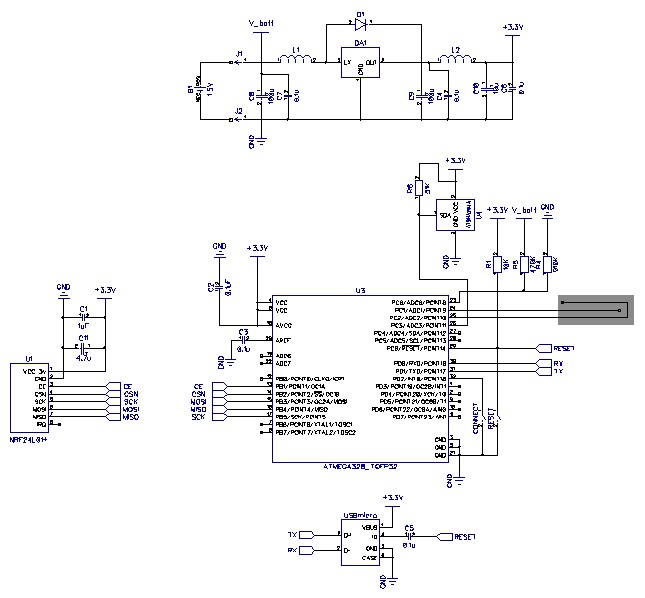 V_batt
D1
+3.3V
J1
L1
DA1
L2
LX
OUT
GND
B1
1.5V
C7
0.1u
C9
C4
0.1u
C10
0.1u
J2
GND
+3.3V
R6
SDA
GND VCC
GND
+3.3V
V_batt
GND
R1
10K
R5
470K
R4
GND
+3.3V
C2
0.1uF
U3
VCC
VCC
AVCC
AREF
C3
0.1u
GND
ADC6
ADC7
PC0/ADC0/PCINT8
PC1/ADC1/PCINT9
PC2/ADC2/PCINT10
PC3/ADC3/PCINT11
PC4/ADC4/SDA/PCINT12
PC5/ADC5/SCL/PCINT13
PC6/RESET/PCINT14
RESET
PD0/RXD/PCINT16
RX
PD1/TXD/PCINT17
TX
PD2/INT0/PCINT18
PD3/INT1/OC2B/PCINT19
PD4/T0/XCK/PCINT20
PD5/T1/OC0B/PCINT21
PD6/AIN0/OC0A/PCINT22
PD7/AIN1/PCINT23
PB0/PCINT0/CLKO/ICP1
PB1/PCINT1/OC1A
PB2/PCINT2/SS/OC1B
PB3/PCINT3/OC2A/MOSI
PB4/PCINT4/MISO
PB5/SCK/PCINT5
PB6/PCINT6/XTAL1/TOSC1
PB7/PCINT7/XTAL2/TOSC2
CE
CSN
MOSI
MISO
SCK
GND
GND
GND
CONNECT
RESET
GND
ATMEGA328_TQFP32
GND
+3.3V
C1
1uF
C11
4.7u
U1
VCC 3V
GND
CE
CSN
SCK
MOSI
MISO
IRQ
CE
CSN
SCK
MOSI
MISO
NRF24L01+
+3.3V
USBmicro
VBUS
ID
GND
CASE
D+
D-
TX
RX
C5
0.1u
RESET
GND